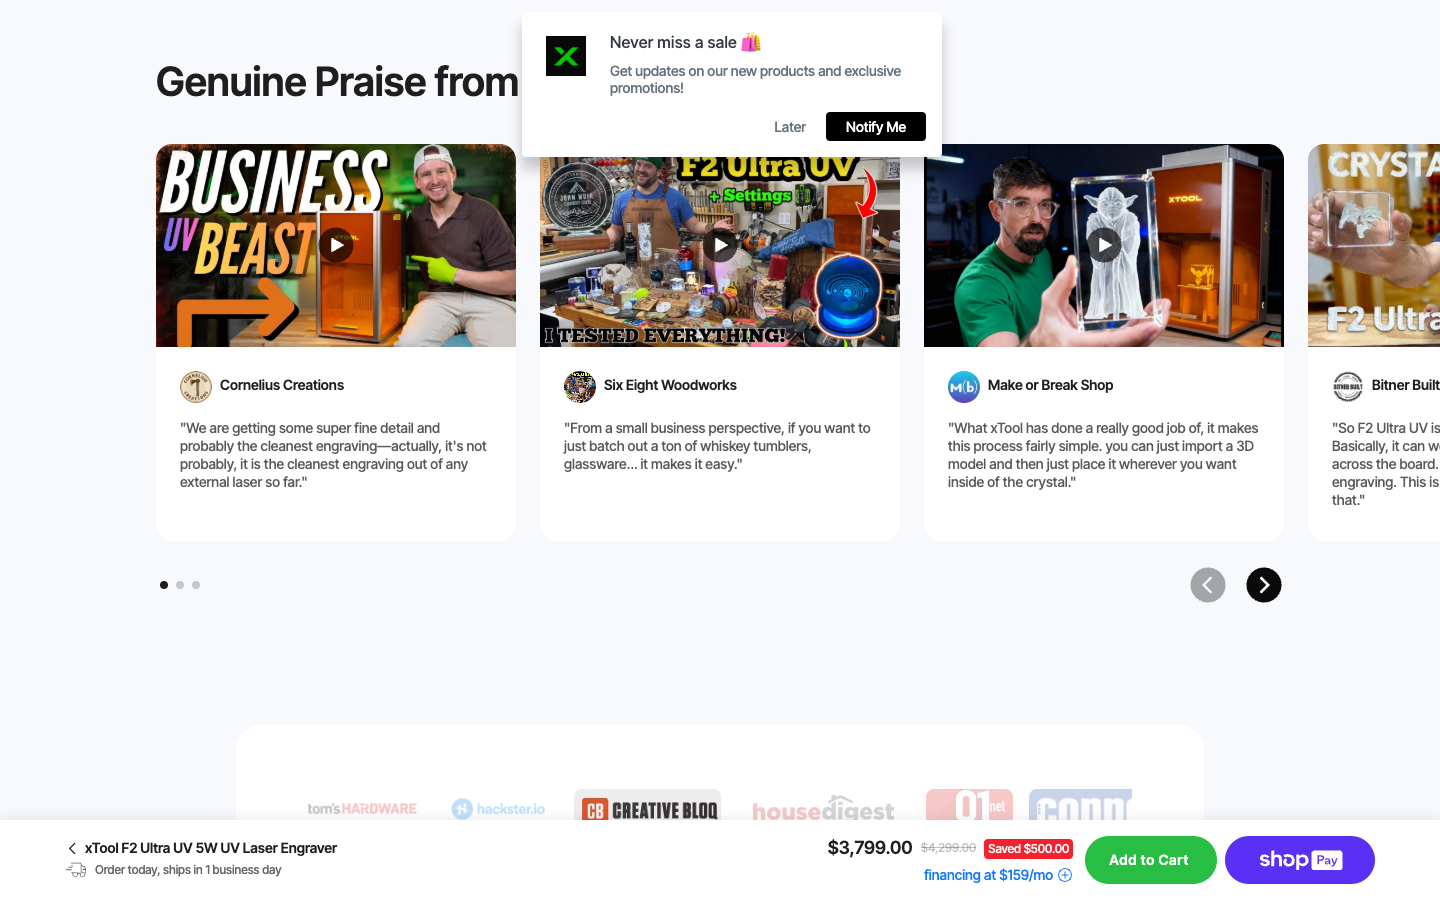 Never miss a sale 🛍️
Get updates on our new products and exclusive
promotions!
Later
Notify Me
Genuine Praise from
BUSINESS
UV
BEAST
F2 Ultra UV
+ Settings
JOHN MUIR
I TESTED EVERYTHING!
XTOOL
CRYSTA
F2 Ultra
Cornelius Creations
"We are getting some super fine detail and
probably the cleanest engraving—actually, it's not
probably, it is the cleanest engraving out of any
external laser so far."
Six Eight Woodworks
"From a small business perspective, if you want to
just batch out a ton of whiskey tumblers,
glassware... it makes it easy."
M(b)
Make or Break Shop
"What xTool has done a really good job of, it makes
this process fairly simple. you can just import a 3D
model and then just place it wherever you want
inside of the crystal."
BITNER BUILT
Bitner Built
"So F2 Ultra UV is
Basically, it can w
across the board.
engraving. This is
that."
tom's HARDWARE
hackster.io
CB CREATIVE BLOQ
housedigest
01net
xTool F2 Ultra UV 5W UV Laser Engraver
Order today, ships in 1 business day
$3,799.00 $4,299.00 Saved $500.00
financing at $159/mo
Add to Cart
shop Pay